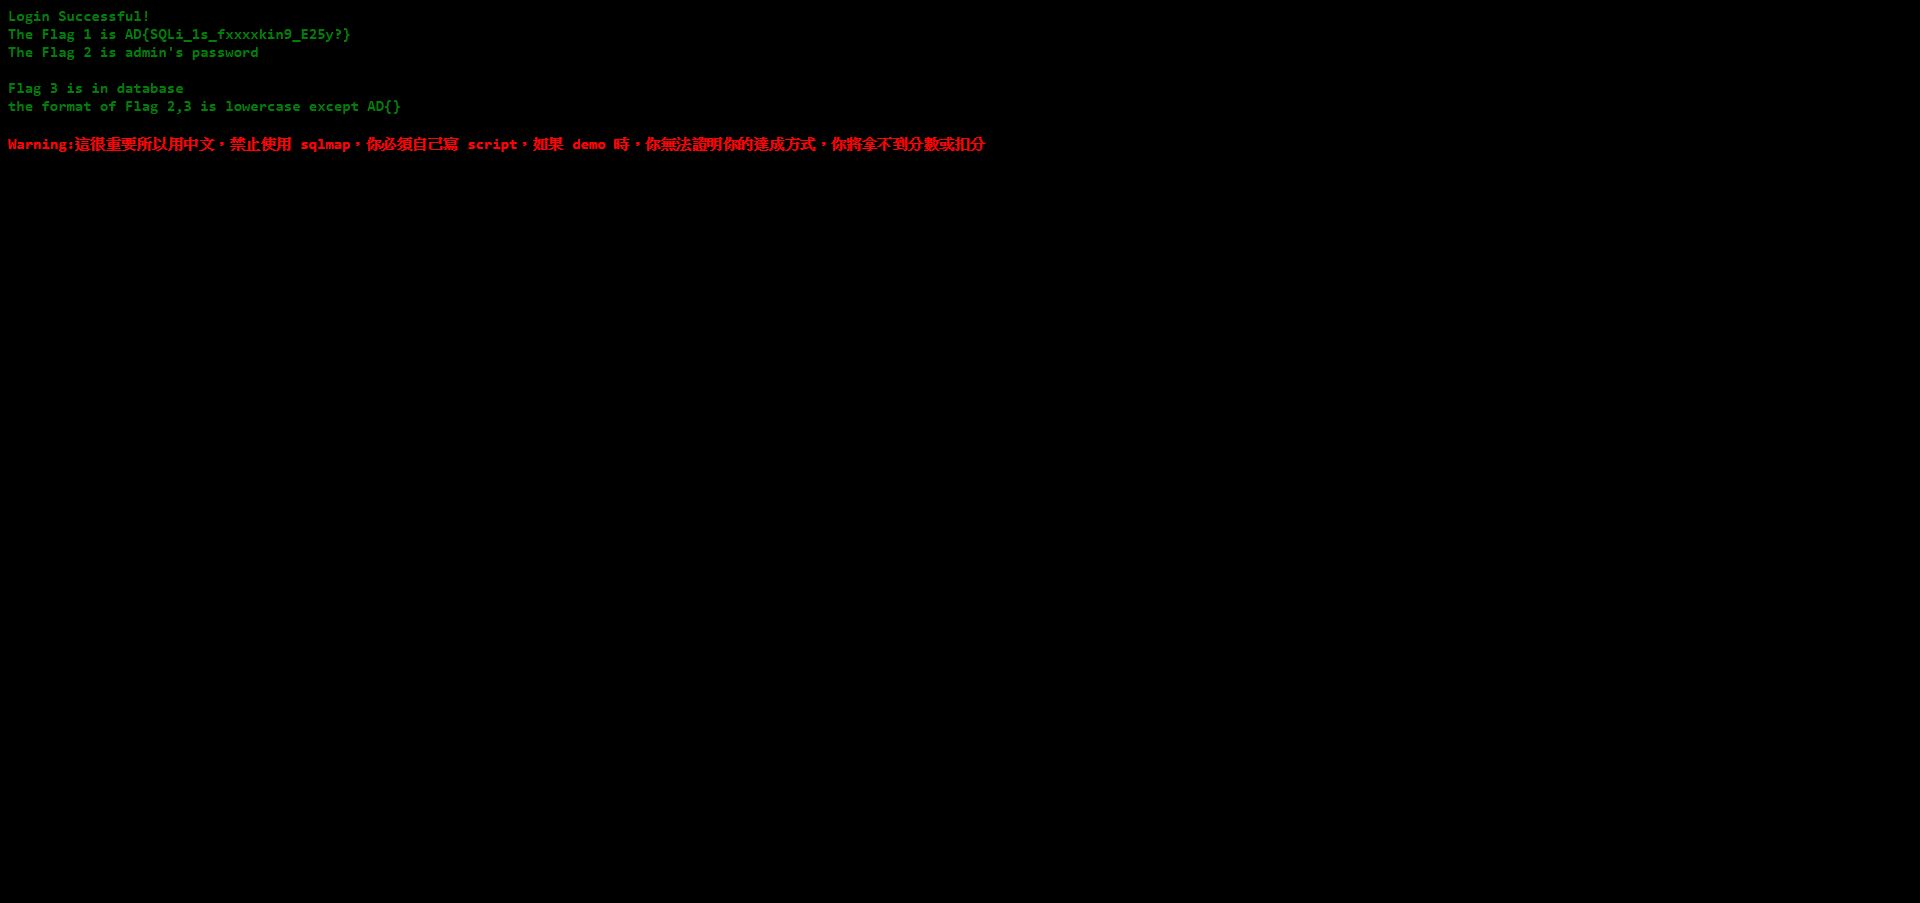 Login Successful!
The Flag 1 is AD{SQLi_1s_fxxxxkin9_E25y?}
The Flag 2 is admin's password
Flag 3 is in database
the format of Flag 2,3 is lowercase except AD{}
Warning:這很重要所以用中文，禁止使用 sqlmap，你必須自己寫 script，如果 demo 時，你無法證明你的達成方式，你將拿不到分數或扣分